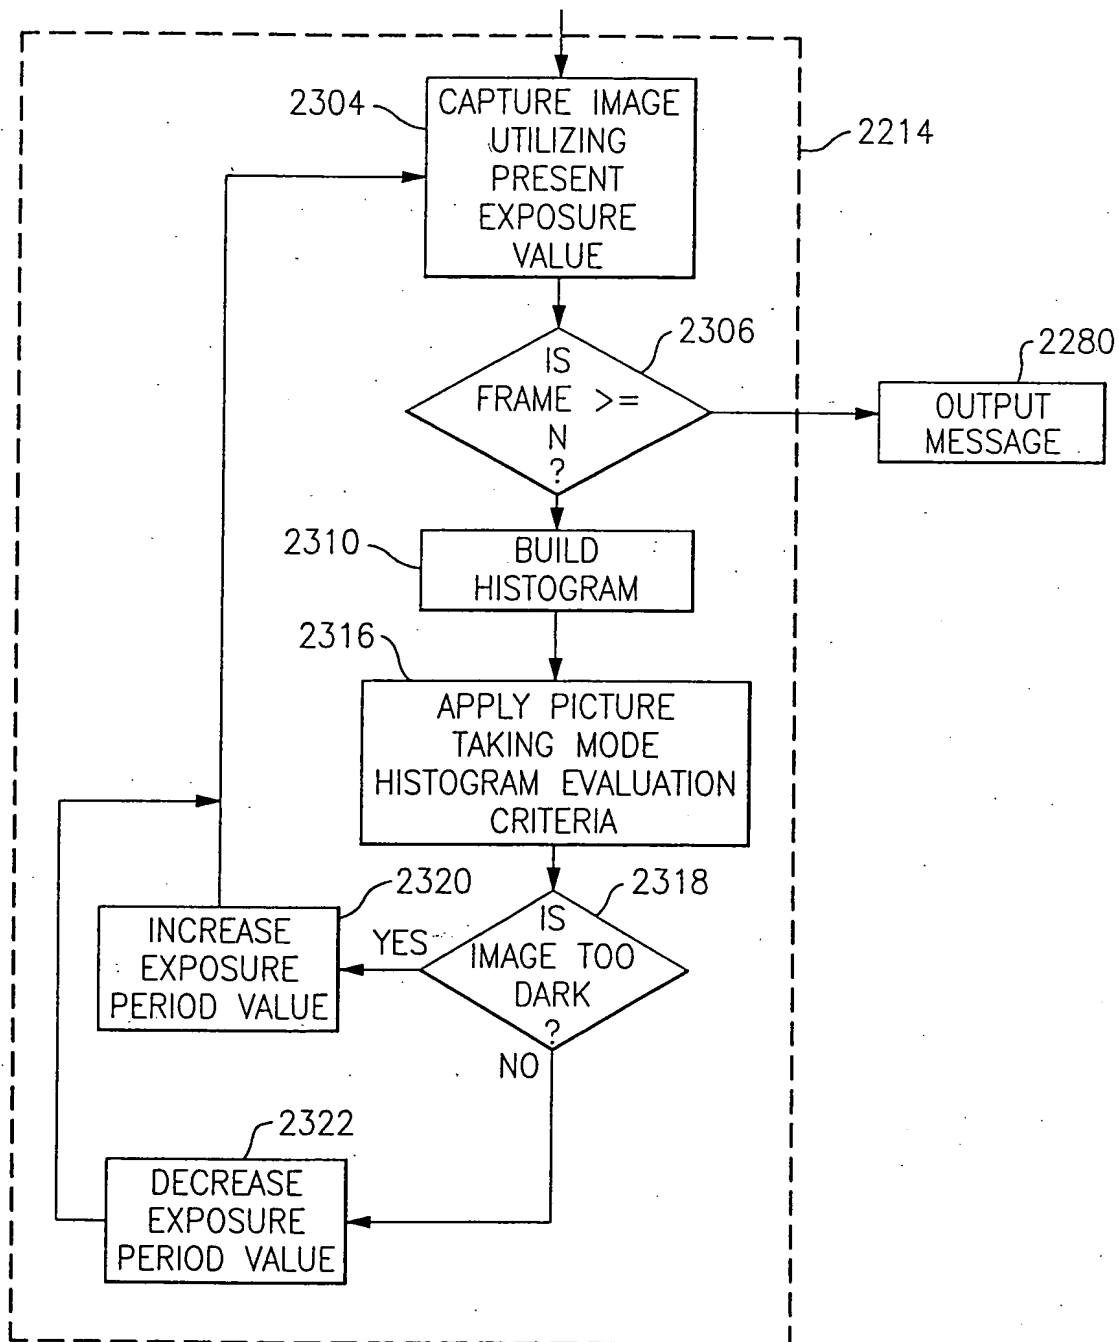 2304
CAPTURE IMAGE
UTILIZING
PRESENT
EXPOSURE
VALUE
2214
2306
IS
FRAME >=
N
?
2280
OUTPUT
MESSAGE
2310
BUILD
HISTOGRAM
2316
APPLY PICTURE
TAKING MODE
HISTOGRAM EVALUATION
CRITERIA
2320
INCREASE
EXPOSURE
PERIOD VALUE
YES
2318
IS
IMAGE TOO
DARK
?
NO
2322
DECREASE
EXPOSURE
PERIOD VALUE